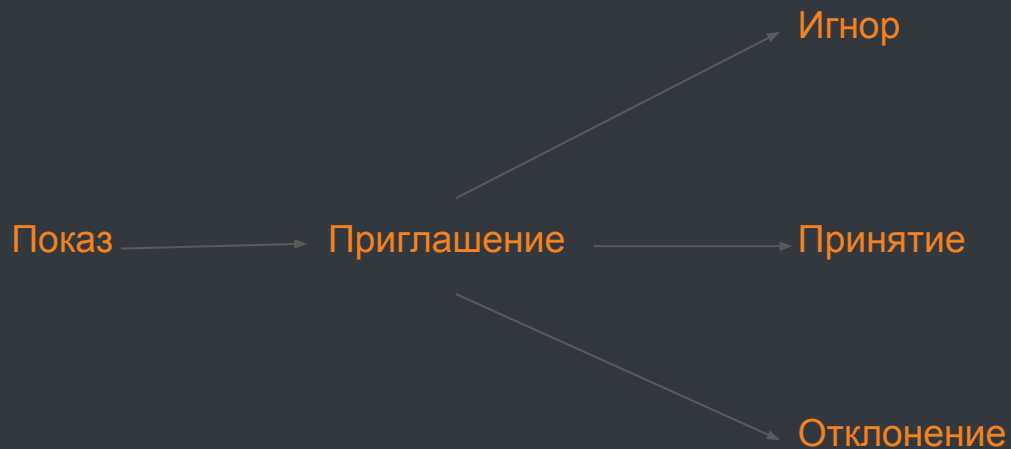 Игнор
Показ Приглашение Принятие
Отклонение